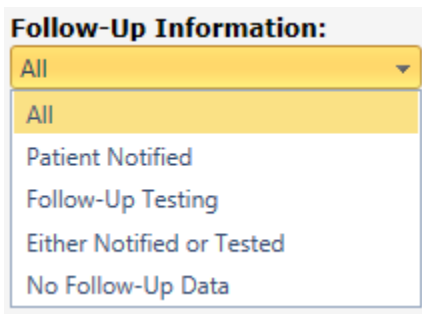 Follow-Up Information:
All
All
Patient Notified
Follow-Up Testing
Either Notified or Tested
No Follow-Up Data